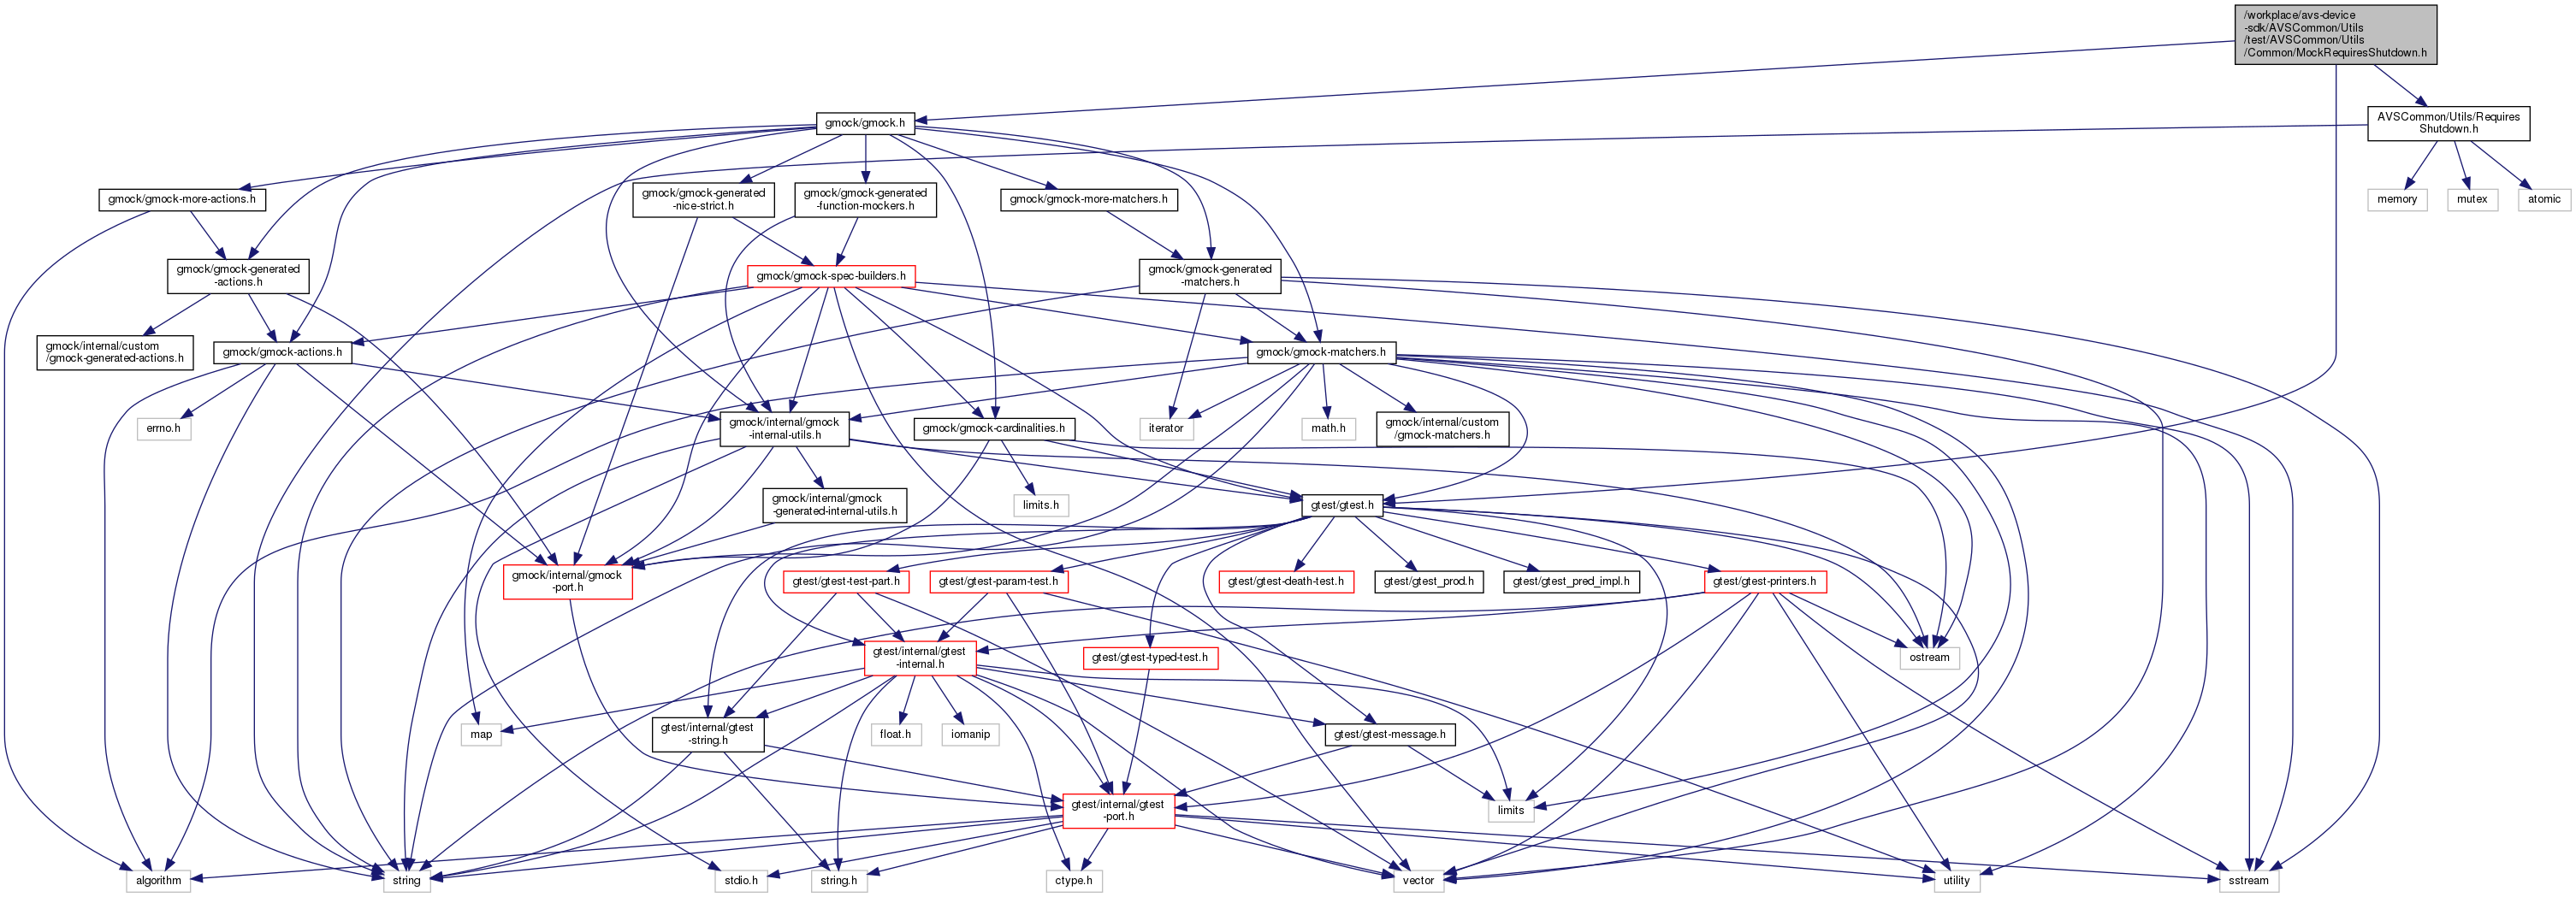 /workplace/avs-device
-sdk/AVSCommon/Utils
/test/AVSCommon/Utils
/Common/MockRequiresShutdown.h
gmock/gmock.h
AVSCommon/Utils/Requires
Shutdown.h
gmock/gmock-more-actions.h
gmock/gmock-generated
-nice-strict.h
gmock/gmock-generated
-function-mockers.h
gmock/gmock-more-matchers.h
memory
mutex
atomic
gmock/gmock-generated
-actions.h
gmock/gmock-spec-builders.h
gmock/gmock-generated
-matchers.h
gmock/internal/custom
/gmock-generated-actions.h
gmock/gmock-actions.h
gmock/gmock-matchers.h
errno.h
gmock/internal/gmock
-internal-utils.h
gmock/gmock-cardinalities.h
iterator
math.h
gmock/internal/custom
/gmock-matchers.h
gmock/internal/gmock
-generated-internal-utils.h
limits.h
gtest/gtest.h
gmock/internal/gmock
-port.h
gtest/gtest-test-part.h
gtest/gtest-param-test.h
gtest/gtest-death-test.h
gtest/gtest_prod.h
gtest/gtest_pred_impl.h
gtest/gtest-printers.h
gtest/internal/gtest
-internal.h
gtest/gtest-typed-test.h
ostream
map
gtest/internal/gtest
-string.h
float.h
iomanip
gtest/gtest-message.h
gtest/internal/gtest
-port.h
limits
algorithm
string
stdio.h
string.h
ctype.h
vector
utility
sstream